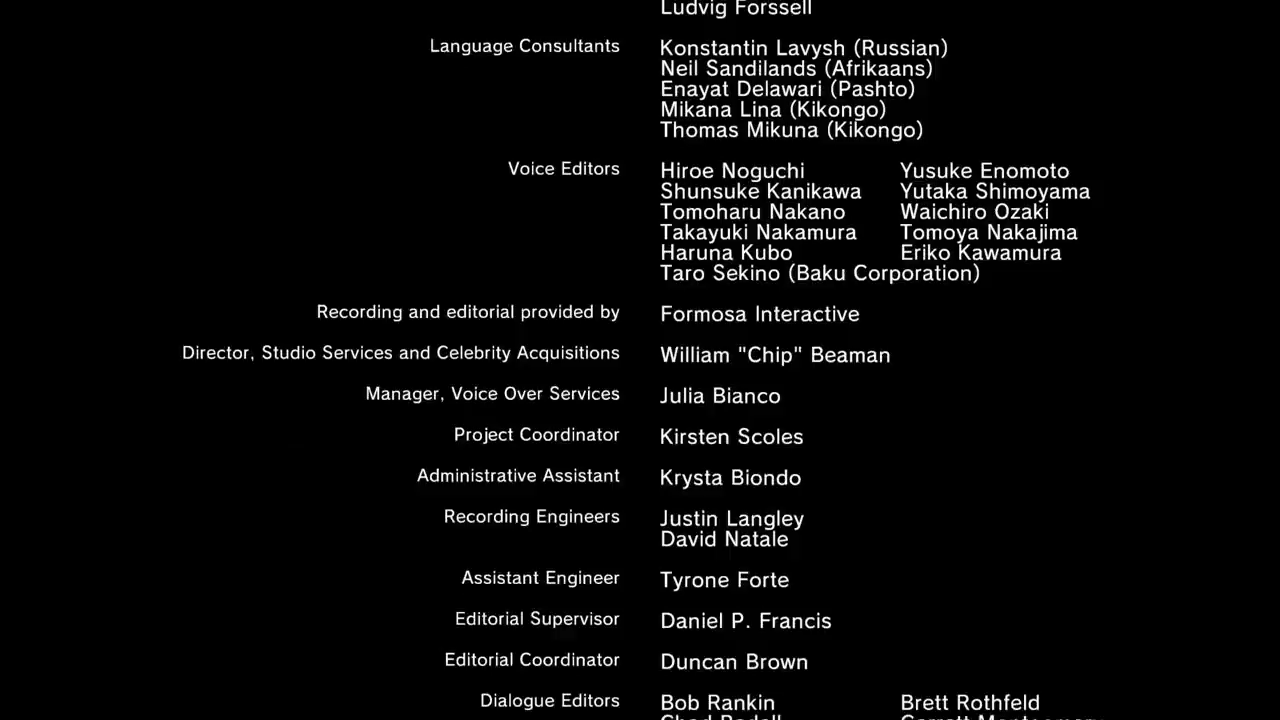 Ludvig Forssell
Language Consultants Konstantin Lavysh (Russian)
Neil Sandilands (Afrikaans)
Enayat Delawari (Pashto)
Mikana Lina (Kikongo)
Thomas Mikuna (Kikongo)
Voice Editors Hiroe Noguchi Yusuke Enomoto
Shunsuke Kanikawa Yutaka Shimoyama
Tomoharu Nakano Waichiro Ozaki
Takayuki Nakamura Tomoya Nakajima
Haruna Kubo Eriko Kawamura
Taro Sekino (Baku Corporation)
Recording and editorial provided by Formosa Interactive
Director, Studio Services and Celebrity Acquisitions William "Chip" Beaman
Manager, Voice Over Services Julia Bianco
Project Coordinator Kirsten Scoles
Administrative Assistant Krysta Biondo
Recording Engineers Justin Langley
David Natale
Assistant Engineer Tyrone Forte
Editorial Supervisor Daniel P. Francis
Editorial Coordinator Duncan Brown
Dialogue Editors Bob Rankin Brett Rothfeld